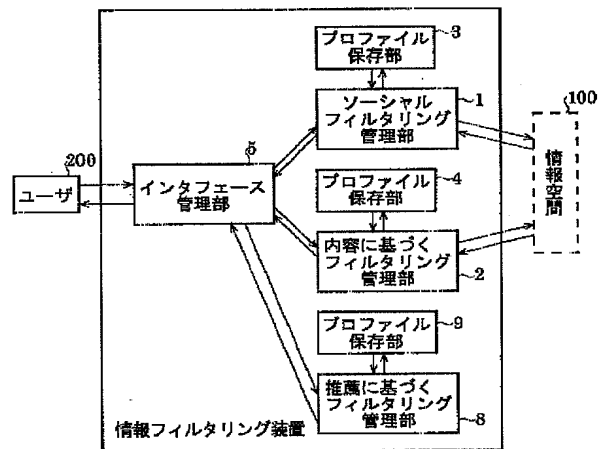 プロファイル
保存部
3
ソーシャル
フィルタリング
管理部
1
100
情報空間
200
ユーザ
5
インタフェース
管理部
プロファイル
保存部
4
内容に基づく
フィルタリング
管理部
2
プロファイル
保存部
9
推薦に基づく
フィルタリング
管理部
8
情報フィルタリング装置